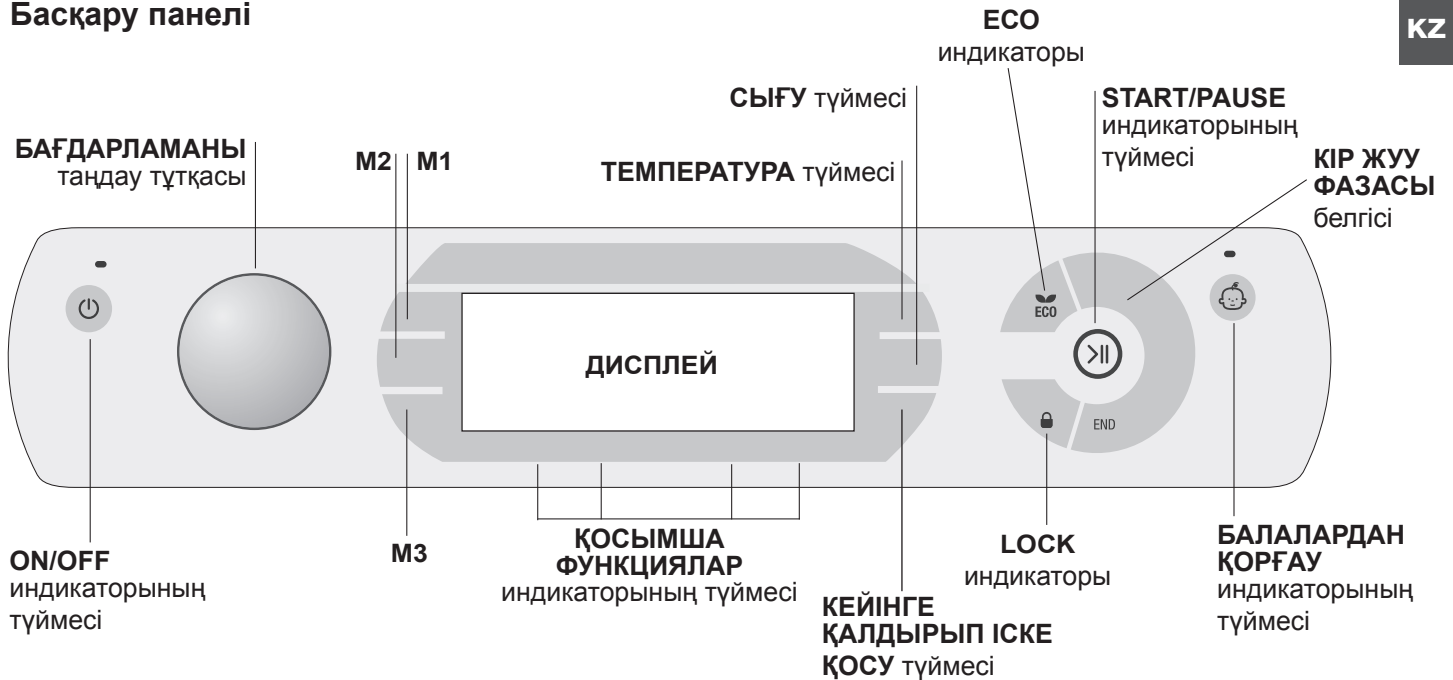 Басқару панелі
KZ
ECO
индикаторы
СЫҒУ түймесі
START/PAUSE
индикаторының
түймесі
БАҒДАРЛАМАНЫ
таңдау тұтқасы
M2
M1
ТЕМПЕРАТУРА түймесі
КІР ЖУУ
ФАЗАСЫ
белгісі
ECO
ДИСПЛЕЙ
END
ON/OFF
индикаторының
түймесі
M3
ҚОСЫМША
ФУНКЦИЯЛАР
индикаторының түймесі
КЕЙІНГЕ
ҚАЛДЫРЫП ІСКЕ
ҚОСУ түймесі
LOCK
индикаторы
БАЛАЛАРДАН
ҚОРҒАУ
индикаторының
түймесі